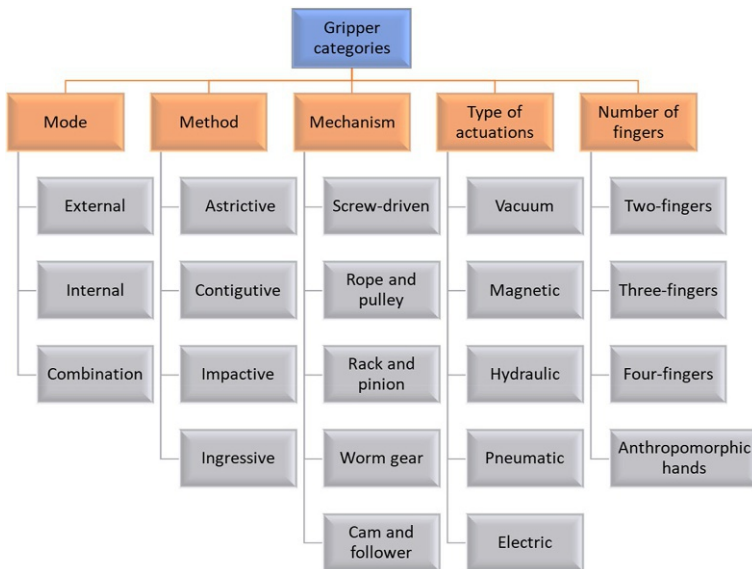 Gripper
categories
Mode
Method
Mechanism
Type of
actuations
Number of
fingers
External
Internal
Combination
Astrictive
Contigutive
Impactive
Ingressive
Screw-driven
Rope and
pulley
Rack and
pinion
Worm gear
Cam and
follower
Vacuum
Magnetic
Hydraulic
Pneumatic
Electric
Two-fingers
Three-fingers
Four-fingers
Anthropomorphic
hands